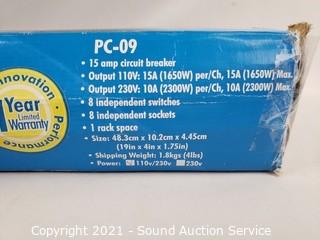 PC-09
• 15 amp circuit breaker
• Output 110V: 15A (1650W) per/Ch, 15A (1650W) Max.
• Output 230V: 10A (2300W) per/Ch, 10A (2300W) Max.
• 8 independent switches
• 8 independent sockets
• 1 rack space
• Size: 48.3cm x 10.2cm x 4.45cm
(19in x 4in x 1.75in)
• Shipping Weight: 1.8kgs (4lbs)
• Power: 110v/230v 230v
Innovation
1 Year
Limited
Warranty
Performance
Copyright © 2021 - Sound Auction Service